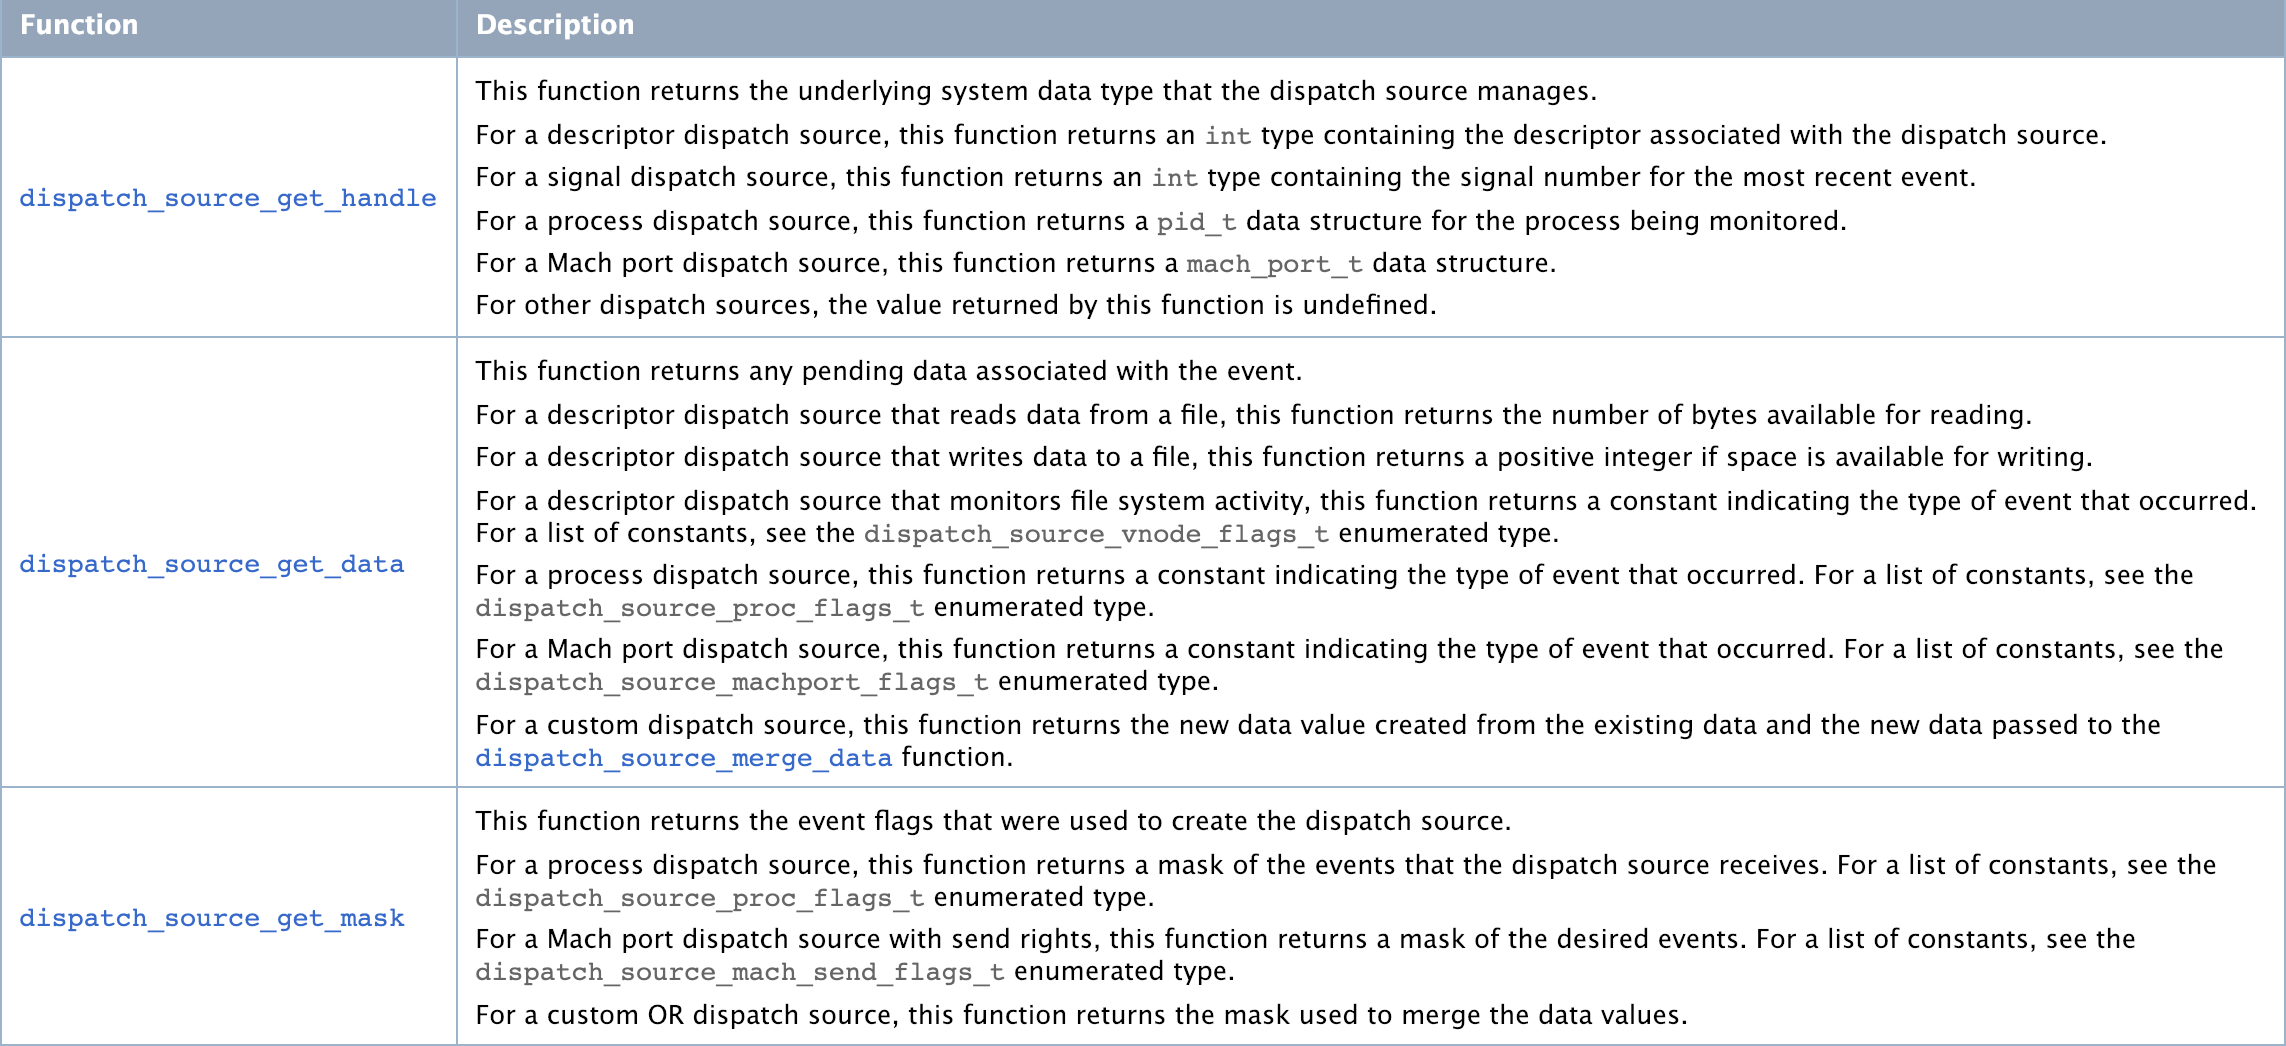 Function Description
This function returns the underlying system data type that the dispatch source manages.
For a descriptor dispatch source, this function returns an int type containing the descriptor associated with the dispatch source.
For a signal dispatch source, this function returns an int type containing the signal number for the most recent event.
dispatch_source_get_handle
For a process dispatch source, this function returns a pid_t data structure for the process being monitored.
For a Mach port dispatch source, this function returns a mach_port_t data structure.
For other dispatch sources, the value returned by this function is undefined.
This function returns any pending data associated with the event.
For a descriptor dispatch source that reads data from a file, this function returns the number of bytes available for reading.
For a descriptor dispatch source that writes data to a file, this function returns a positive integer if space is available for writing.
For a descriptor dispatch source that monitors file system activity, this function returns a constant indicating the type of event that occurred.
For a list of constants, see the dispatch_source_vnode_flags_t enumerated type.
dispatch_source_get_data
For a process dispatch source, this function returns a constant indicating the type of event that occurred. For a list of constants, see the
dispatch_source_proc_flags_t enumerated type.
For a Mach port dispatch source, this function returns a constant indicating the type of event that occurred. For a list of constants, see the
dispatch_source_machport_flags_t enumerated type.
For a custom dispatch source, this function returns the new data value created from the existing data and the new data passed to the
dispatch_source_merge_data function.
This function returns the event flags that were used to create the dispatch source.
For a process dispatch source, this function returns a mask of the events that the dispatch source receives. For a list of constants, see the
dispatch_source_proc_flags_t enumerated type.
dispatch_source_get_mask
For a Mach port dispatch source with send rights, this function returns a mask of the desired events. For a list of constants, see the
dispatch_source_mach_send_flags_t enumerated type.
For a custom OR dispatch source, this function returns the mask used to merge the data values.